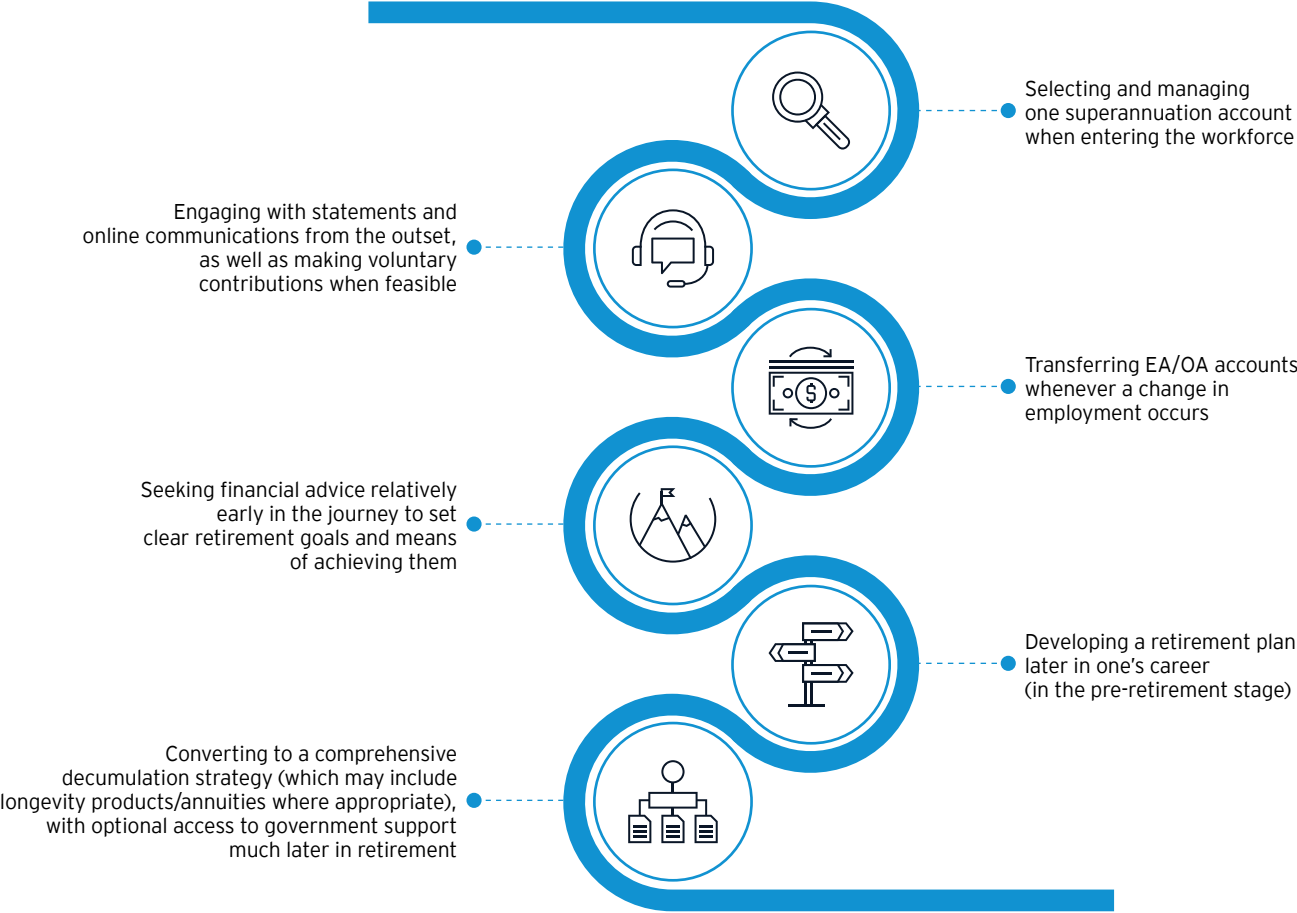 Selecting and managing
one superannuation account
when entering the workforce
Engaging with statements and
online communications from the outset,
as well as making voluntary
contributions when feasible
Transferring EA/OA accounts
whenever a change in
employment occurs
$
Seeking financial advice relatively
early in the journey to set
clear retirement goals and means
of achieving them
Developing a retirement plan
later in one’s career
(in the pre-retirement stage)
Converting to a comprehensive
decumulation strategy (which may include
longevity products/annuities where appropriate),
with optional access to government support
much later in retirement